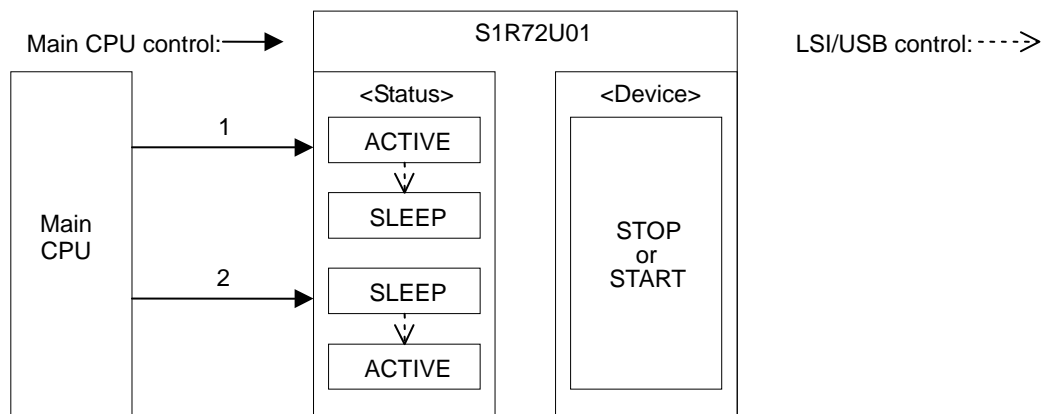 S1R72U01
Main CPU control:
LSI/USB control:
<Status>
<Device>
1
ACTIVE
SLEEP
Main
CPU
STOP
or
START
2
SLEEP
ACTIVE